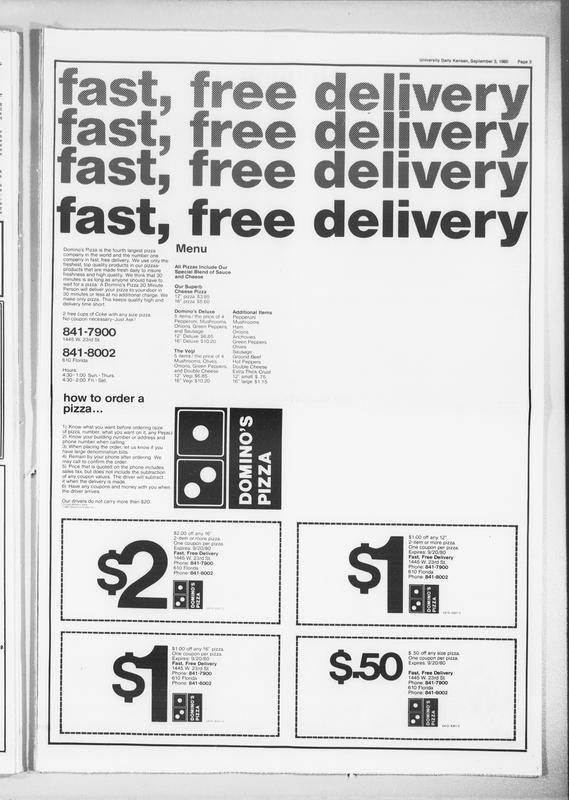 University Daily Kansan, September 3, 1980 Page 3
fast, free delivery
fast, free delivery
fast, free delivery
fast, free delivery
Domino's Pizza is the fourth largest pizza
company in the world and the number one
company in fast, free delivery. We use only the
freshest, top quality products in our pizzas-
products that are made fresh daily to insure
freshness and high quality. We think that 30
minutes is as long as anyone should have to
wait for a pizza. A Domino's Pizza 30 Minute
Person will deliver your pizza to your door in
30 minutes or less at no additional charge. We
make only pizza. This keeps quality high and
delivery time short.
2 free cups of Coke with any size pizza.
No coupon necessary-Just Ask!
841-7900
1445 W. 23rd St.
841-8002
610 Florida
Hours:
4:30-1:00 Sun.-Thurs.
4:30-2:00 Fri.-Sat.
Menu
All Pizzas Include Our
Special Blend of Sauce
and Cheese
Our Superb
Cheese Pizza
12" pizza $3.85
16" pizza $5.60
Domino's Deluxe
5 items for the price of 4
Pepperoni, Mushrooms,
Onions, Green Peppers,
and Sausage
12" Deluxe $6.85
16" Deluxe $10.20
The Vegi
5 items for the price of 4
Mushrooms, Olives,
Onions, Green Peppers,
and Double Cheese
12" Vegi $6.85
16" Vegi $10.20
Additional Items
Pepperoni
Mushrooms
Ham
Onions
Anchovies
Green Peppers
Olives
Sausage
Ground Beef
Hot Peppers
Double Cheese
Extra Thick Crust
12" small $ .75
16" large $1.15
how to order a
pizza...
1) Know what you want before ordering (size
of pizza, number, what you want on it, any Pepsi.)
2) Know your building number or address and
phone number when calling.
3) When placing the order, let us know if you
have large denomination bills.
4) Remain by your phone after ordering. We
may call to confirm the order.
5) Price that is quoted on the phone includes
sales tax, but does not include the subtraction
of any coupon values. The driver will subtract
it when the delivery is made.
6) Have any coupons and money with you when
the driver arrives.
Our drivers do not carry more than $20.
DOMINO'S
PIZZA
$2
$2.00 off any 16"
2-item or more pizza.
One coupon per pizza.
Expires: 9/20/80
Fast, Free Delivery
1445 W. 23rd St.
Phone: 841-7900
610 Florida
Phone: 841-8002
DOMINO'S
PIZZA
$1
$1.00 off any 12"
2-item or more pizza.
One coupon per pizza.
Expires: 9/20/80
Fast, Free Delivery
1445 W. 23rd St.
Phone: 841-7900
610 Florida
Phone: 841-8002
DOMINO'S
PIZZA
$1
$1.00 off any 16" pizza.
One coupon per pizza.
Expires: 9/20/80
Fast, Free Delivery
1445 W. 23rd St.
Phone: 841-7900
610 Florida
Phone: 841-8002
DOMINO'S
PIZZA
$.50
$.50 off any size pizza.
One coupon per pizza.
Expires: 9/20/80
Fast, Free Delivery
1445 W. 23rd St.
Phone: 841-7900
610 Florida
Phone: 841-8002
DOMINO'S
PIZZA